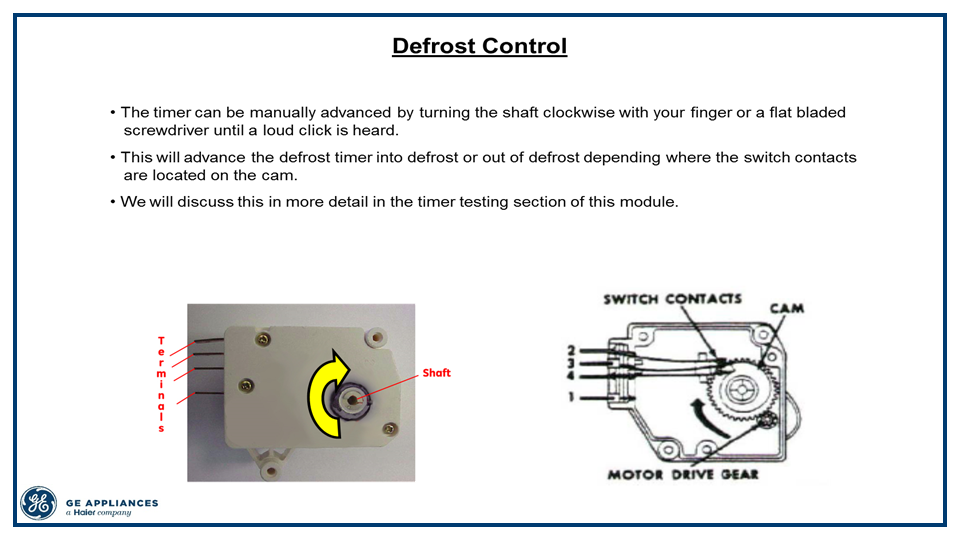 Defrost Control
• The timer can be manually advanced by turning the shaft clockwise with your finger or a flat bladed
screwdriver until a loud click is heard.
• This will advance the defrost timer into defrost or out of defrost depending where the switch contacts
are located on the cam.
• We will discuss this in more detail in the timer testing section of this module.
Terminals
Shaft
SWITCH CONTACTS
CAM
2
3
4
1
MOTOR DRIVE GEAR
GE
GE APPLIANCES
a Haier company